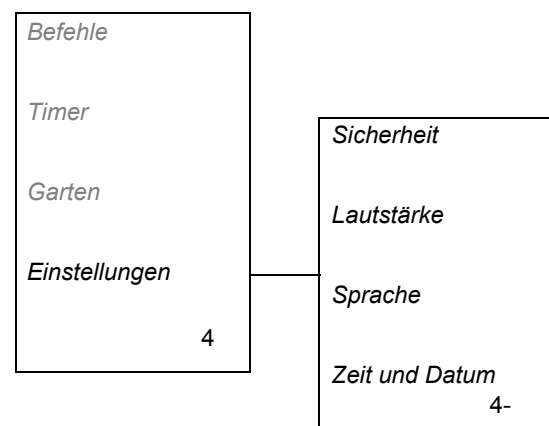 Befehle
Timer
Garten
Einstellungen
4
Sicherheit
Lautstärke
Sprache
Zeit und Datum
4-